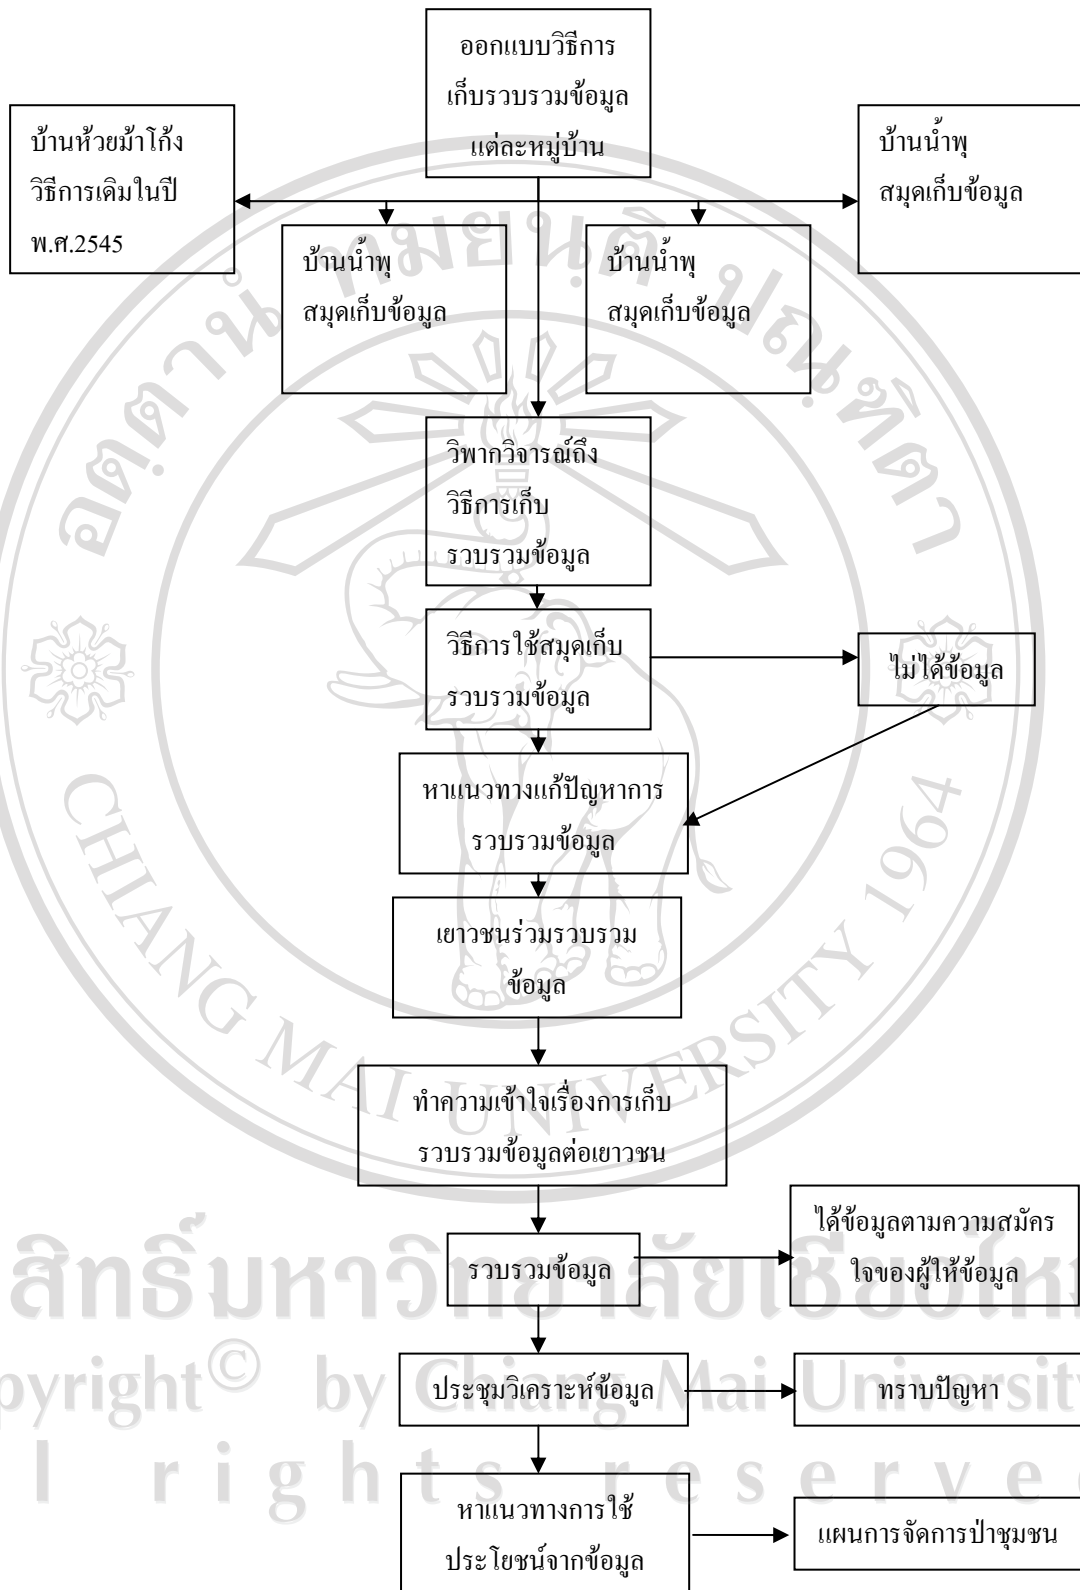 ออกแบบวิธีการ
เก็บรวบรวมข้อมูล
แต่ละหมู่บ้าน
บ้านห้วยม้าโก้ง
วิธีการเดิมในปี
พ.ศ.2545
บ้านน้ำพุ
สมุดเก็บข้อมูล
บ้านน้ำพุ
สมุดเก็บข้อมูล
บ้านน้ำพุ
สมุดเก็บข้อมูล
วิพากวิจารณ์ถึง
วิธีการเก็บ
รวบรวมข้อมูล
วิธีการใช้สมุดเก็บ
รวบรวมข้อมูล
ไม่ได้ข้อมูล
หาแนวทางแก้ปัญหาการ
รวบรวมข้อมูล
เยาวชนร่วมรวบรวม
ข้อมูล
ทำความเข้าใจเรื่องการเก็บ
รวบรวมข้อมูลต่อเยาวชน
รวบรวมข้อมูล
ได้ข้อมูลตามความสมัคร
ใจของผู้ให้ข้อมูล
ประชุมวิเคราะห์ข้อมูล
ทราบปัญหา
หาแนวทางการใช้
ประโยชน์จากข้อมูล
แผนการจัดการป่าชุมชน
อตฺตานํ ทมยนฺติ ปณฺฑิตา
CHIANG MAI UNIVERSITY 1964
สิทธิ์มหาวิทยาลัยเชียงให
pyright© by Chiang Mai University
l rights reserve